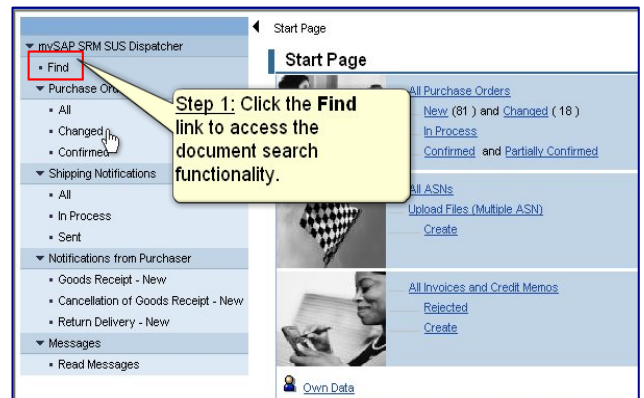 Start Page
mySAP SRM SUS Dispatcher
Find
Purchase Or
All
Changed
Confirmed
Shipping Notifications
All
In Process
Sent
Notifications from Purchaser
Goods Receipt - New
Cancellation of Goods Receipt - New
Return Delivery - New
Messages
Read Messages
Step 1: Click the Find
link to access the
document search
functionality.
Start Page
All Purchase Orders
New (81 ) and Changed ( 18 )
In Process
Confirmed and Partially Confirmed
All ASNs
Upload Files (Multiple ASN)
Create
All Invoices and Credit Memos
Rejected
Create
Own Data